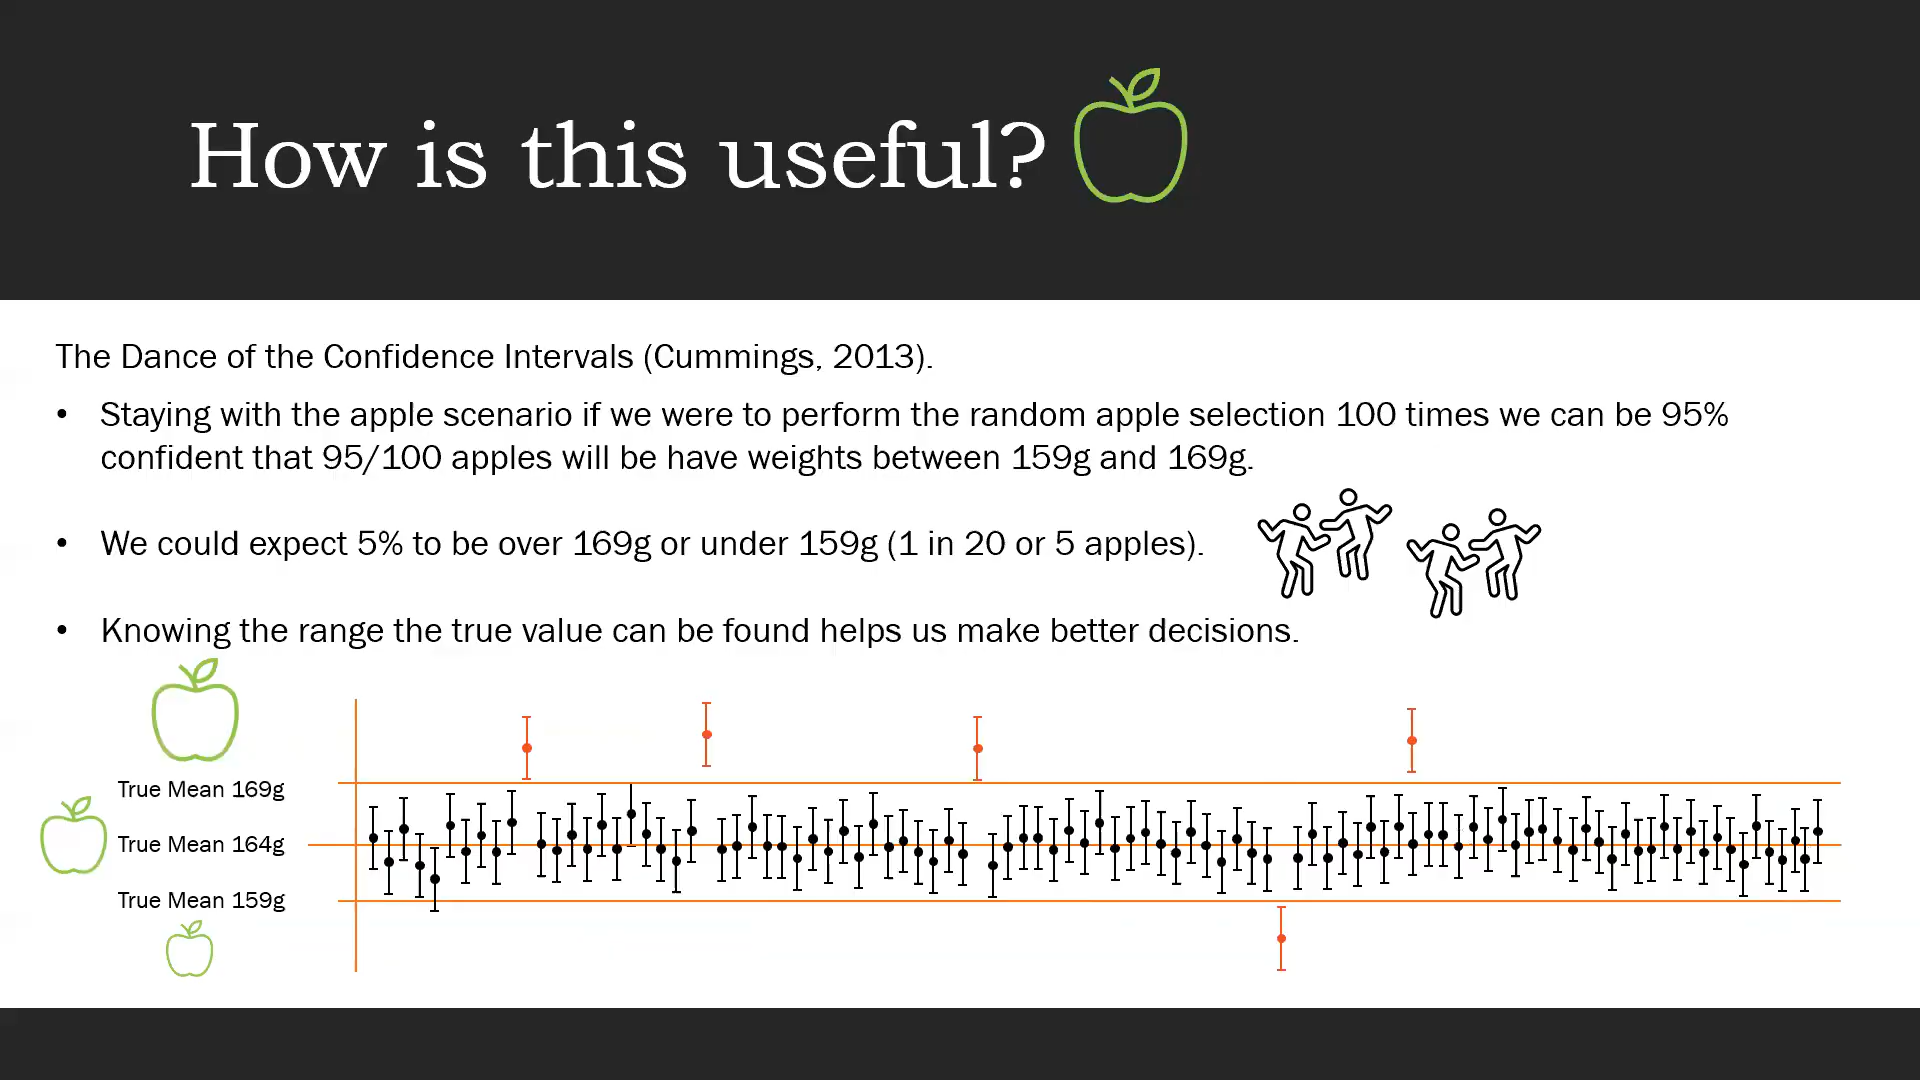 How is this useful?
The Dance of the Confidence Intervals (Cummings, 2013).
• Staying with the apple scenario if we were to perform the random apple selection 100 times we can be 95%
confident that 95/100 apples will be have weights between 159g and 169g.
• We could expect 5% to be over 169g or under 159g (1 in 20 or 5 apples).
• Knowing the range the true value can be found helps us make better decisions.
True Mean 169g
True Mean 164g
True Mean 159g